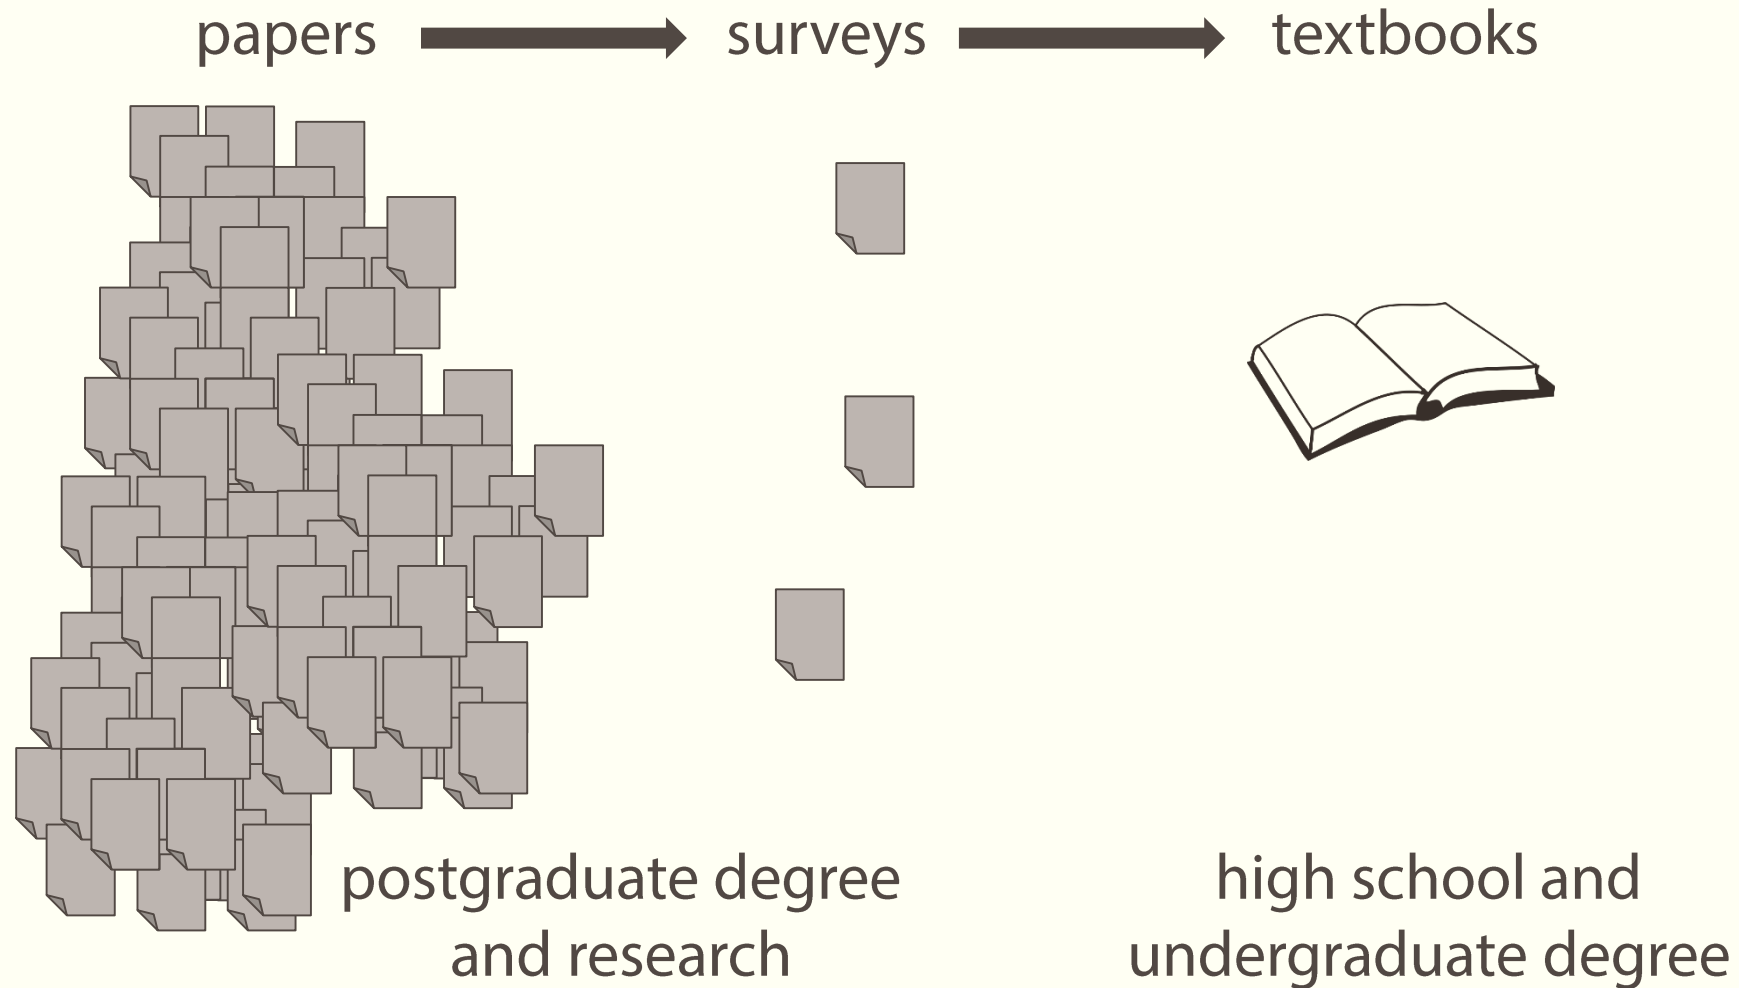 papers surveys textbooks
postgraduate degree
and research
high school and
undergraduate degree